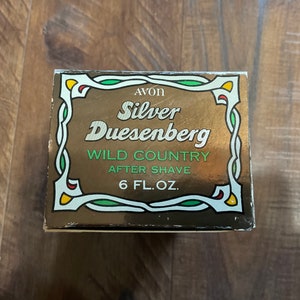 AVON
Silver
Duesenberg
WILD COUNTRY
AFTER SHAVE
6 FL. OZ.